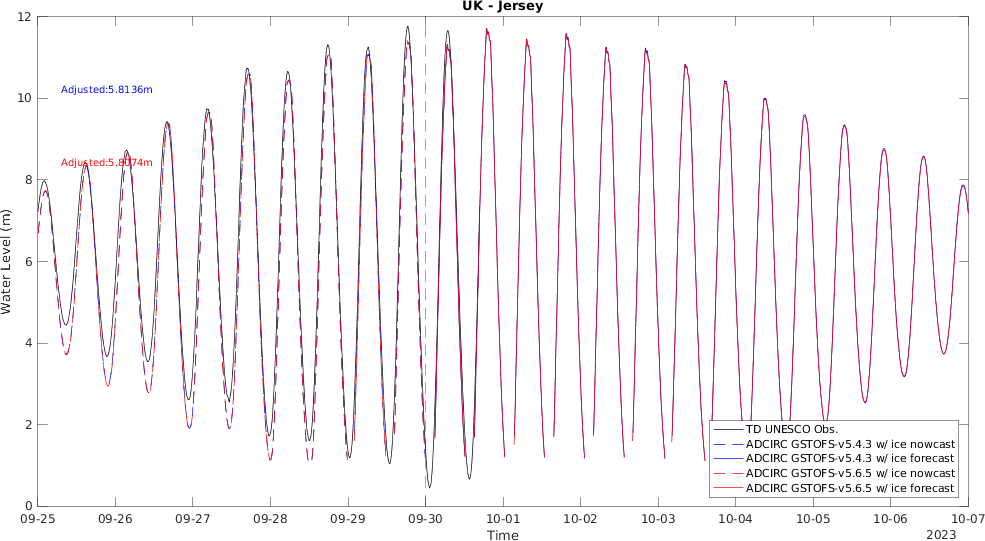 UK - Jersey
12
10
8
6
4
2
0
Water Level (m)
Adjusted:5.8136m
Adjusted:5.8074m
TD UNESCO Obs.
ADCIRC GSTOFS-v5.4.3 w/ ice nowcast
ADCIRC GSTOFS-v5.4.3 w/ ice forecast
ADCIRC GSTOFS-v5.6.5 w/ ice nowcast
ADCIRC GSTOFS-v5.6.5 w/ ice forecast
09-25 09-26 09-27 09-28 09-29 09-30 10-01 10-02 10-03 10-04 10-05 10-06 10-07
Time
2023